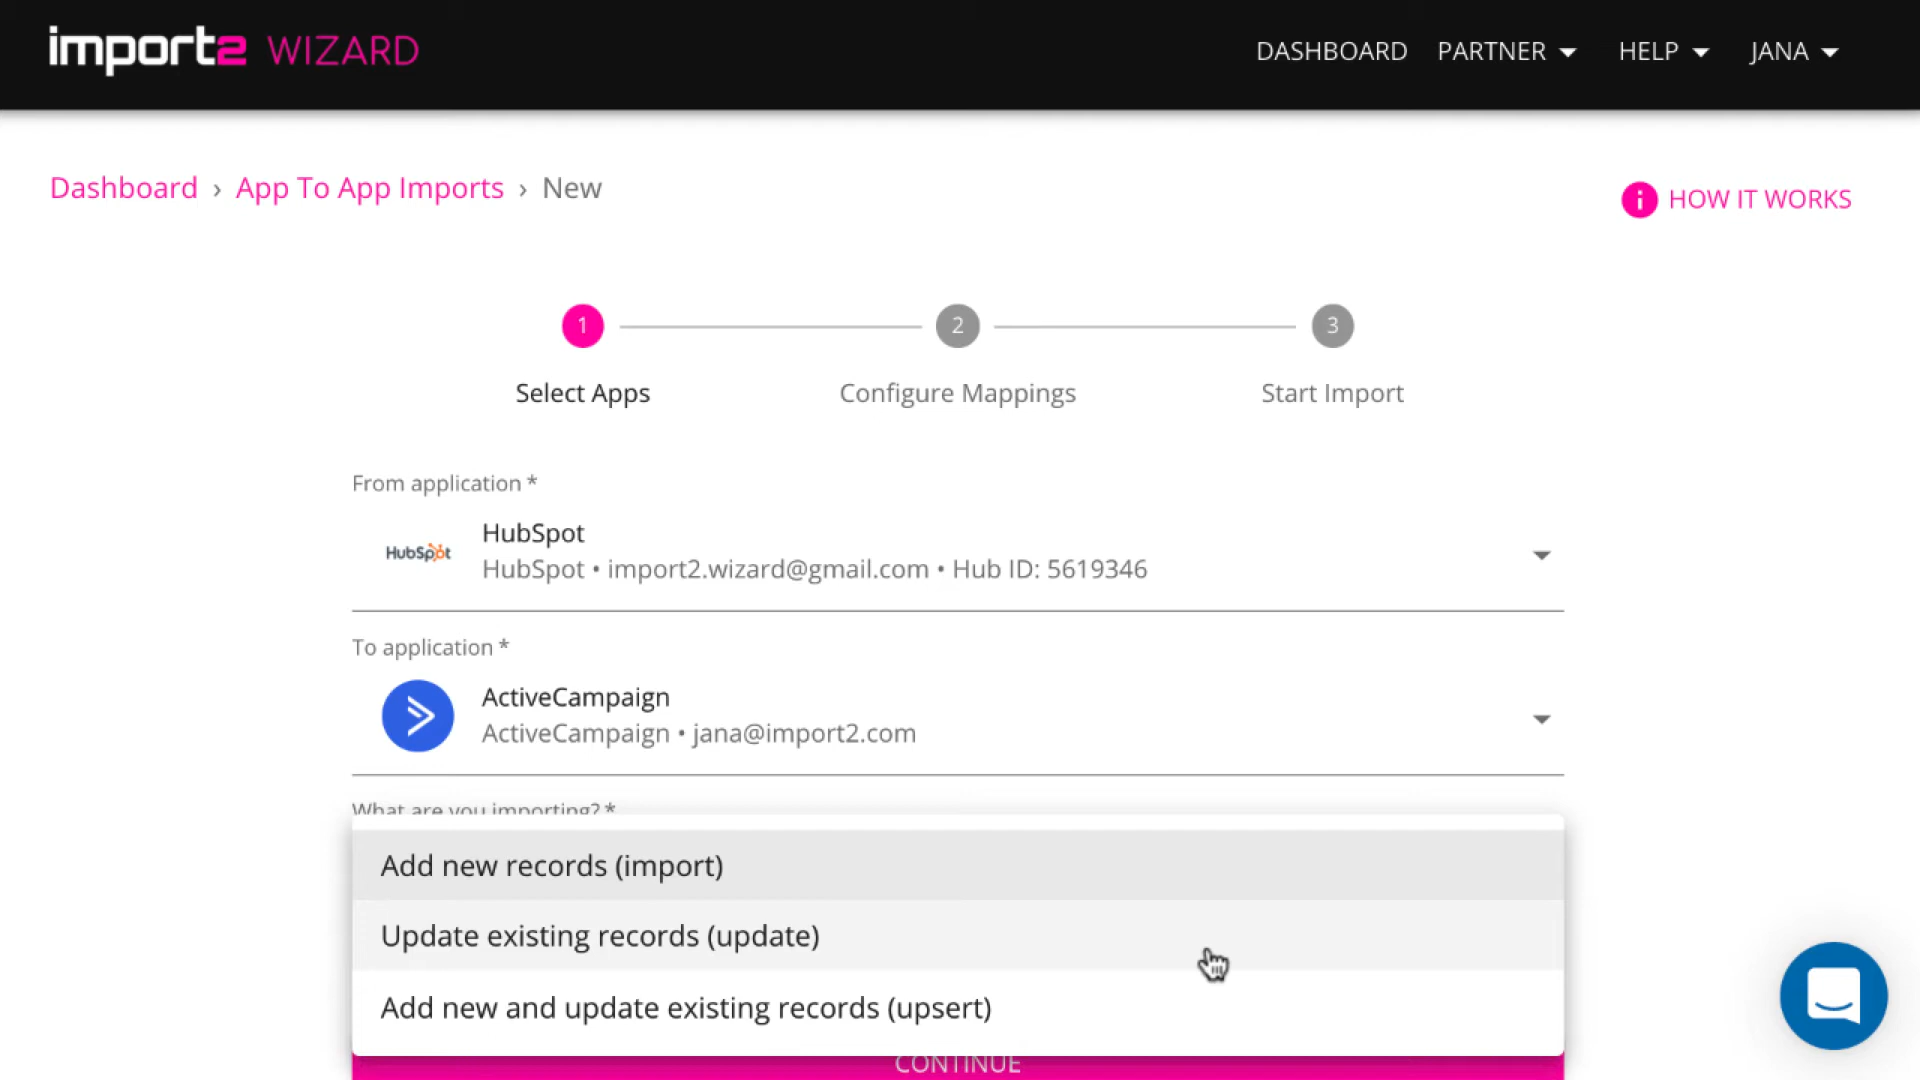 import2 WIZARD
DASHBOARD PARTNER HELP JANA
Dashboard › App To App Imports › New
i HOW IT WORKS
1 2 3
Select Apps Configure Mappings Start Import
From application *
HubSpot
HubSpot
HubSpot • import2.wizard@gmail.com • Hub ID: 5619346
To application *
ActiveCampaign
ActiveCampaign • jana@import2.com
What are you importing? *
Add new records (import)
Update existing records (update)
Add new and update existing records (upsert)
CONTINUE